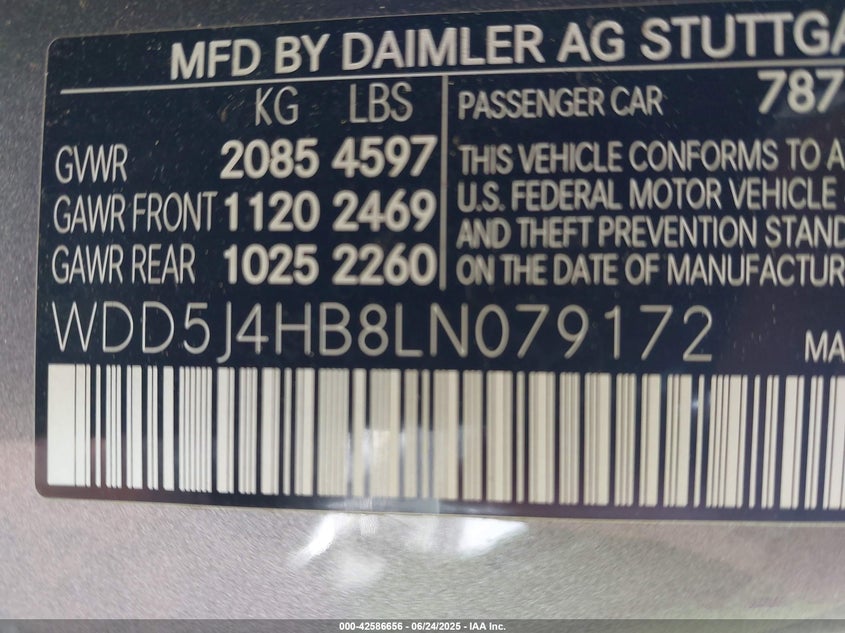 MFD BY DAIMLER AG STUTTGA
KG LBS
GVWR 2085 4597
GAWR FRONT 1120 2469
GAWR REAR 1025 2260
PASSENGER CAR 787
THIS VEHICLE CONFORMS TO A
U.S. FEDERAL MOTOR VEHICLE
AND THEFT PREVENTION STAND
ON THE DATE OF MANUFACTUR
WDD5J4HB8LN079172
MA
000-42586656 - 06/24/2025 - IAA Inc.